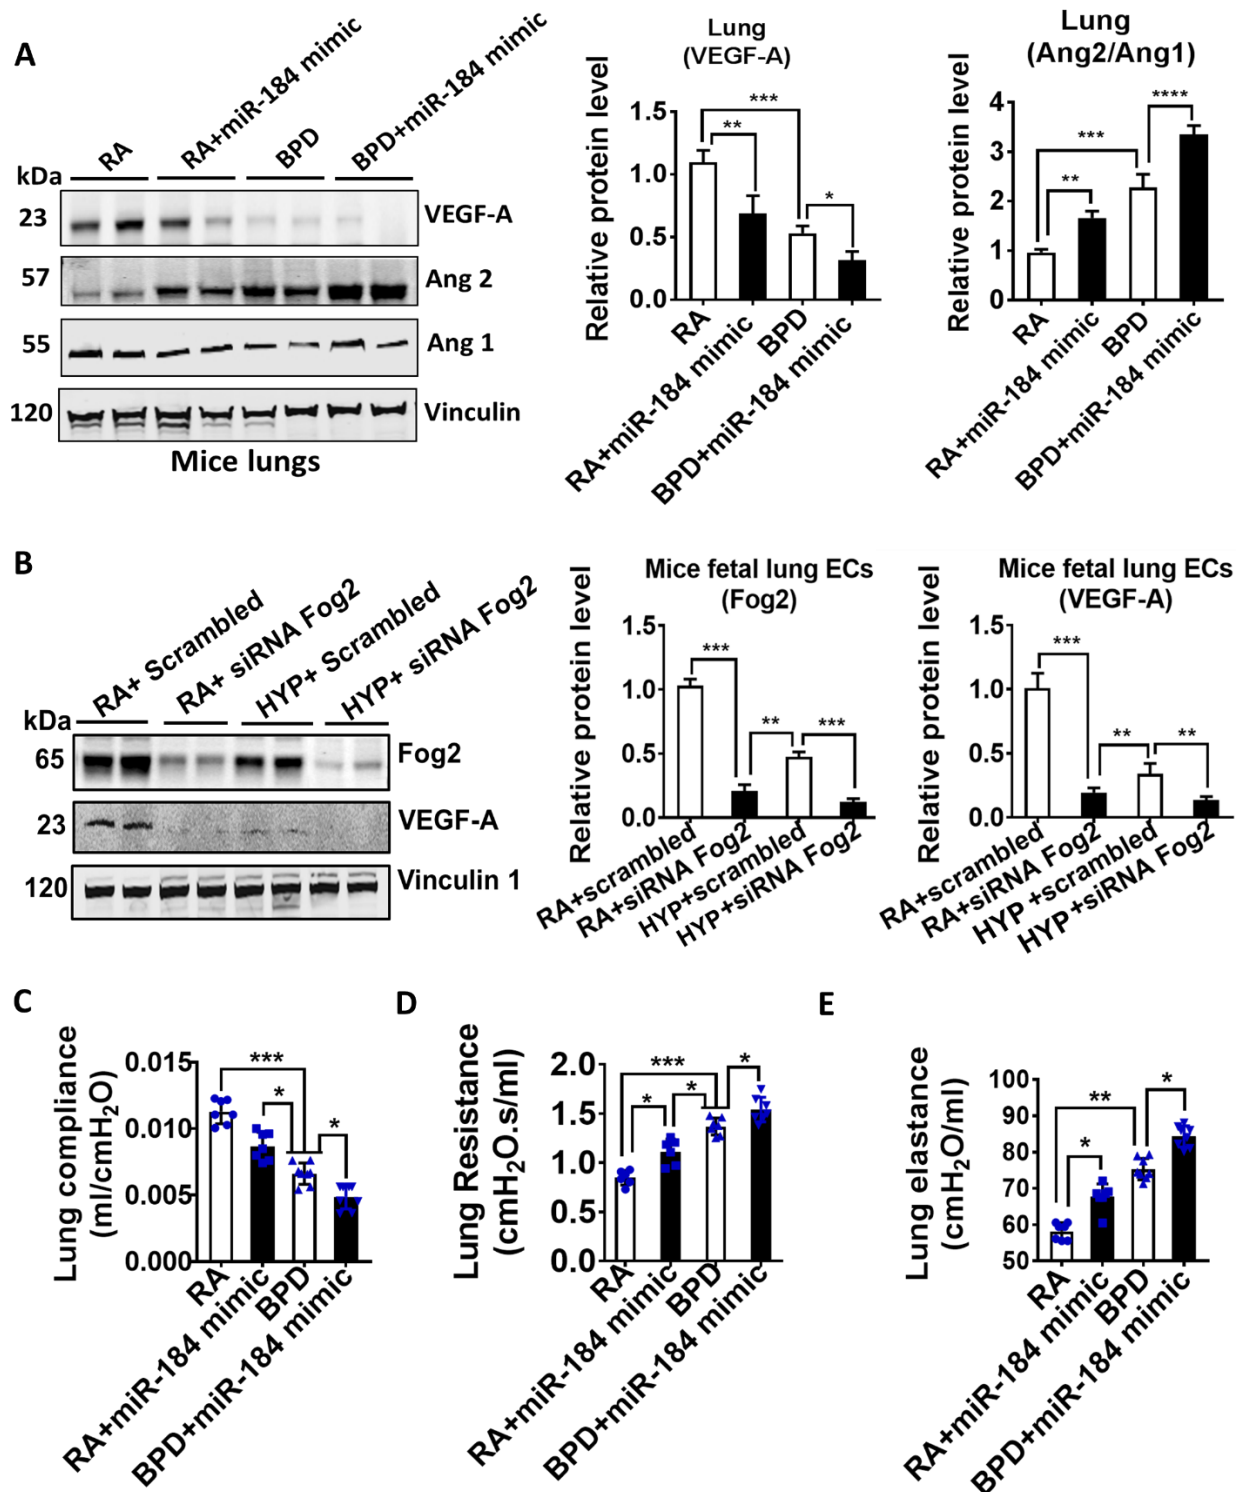 A
RA
RA+miR-184 mimic
BPD
BPD+miR-184 mimic
kDa
23
VEGF-A
57
Ang 2
55
Ang 1
120
Vinculin
Mice lungs
Lung
(VEGF-A)
Relative protein level
1.5
1.0
0.5
0.0
***
**
*
RA
RA+miR-184 mimic
BPD
BPD+miR-184 mimic
Lung
(Ang2/Ang1)
Relative protein level
4
3
2
1
0
****
***
**
RA
RA+miR-184 mimic
BPD
BPD+miR-184 mimic
B
RA+ Scrambled
RA+ siRNA Fog2
HYP+ Scrambled
HYP+ siRNA Fog2
kDa
65
Fog2
23
VEGF-A
120
Vinculin 1
Mice fetal lung ECs
(Fog2)
Relative protein level
1.5
1.0
0.5
0.0
***
**
***
RA+scrambled
RA+siRNA Fog2
HYP+scrambled
HYP+siRNA Fog2
Mice fetal lung ECs
(VEGF-A)
Relative protein level
1.5
1.0
0.5
0.0
***
**
**
RA+scrambled
RA+siRNA Fog2
HYP+scrambled
HYP+siRNA Fog2
C
Lung compliance
(ml/cmH2O)
0.015
0.010
0.005
0.000
***
*
*
RA
RA+miR-184 mimic
BPD
BPD+miR-184 mimic
D
Lung Resistance
(cmH2O.s/ml)
2.0
1.5
1.0
0.5
0.0
***
*
*
*
RA
RA+miR-184 mimic
BPD
BPD+miR-184 mimic
E
Lung elastance
(cmH2O/ml)
100
90
80
70
60
50
**
*
*
RA
RA+miR-184 mimic
BPD
BPD+miR-184 mimic